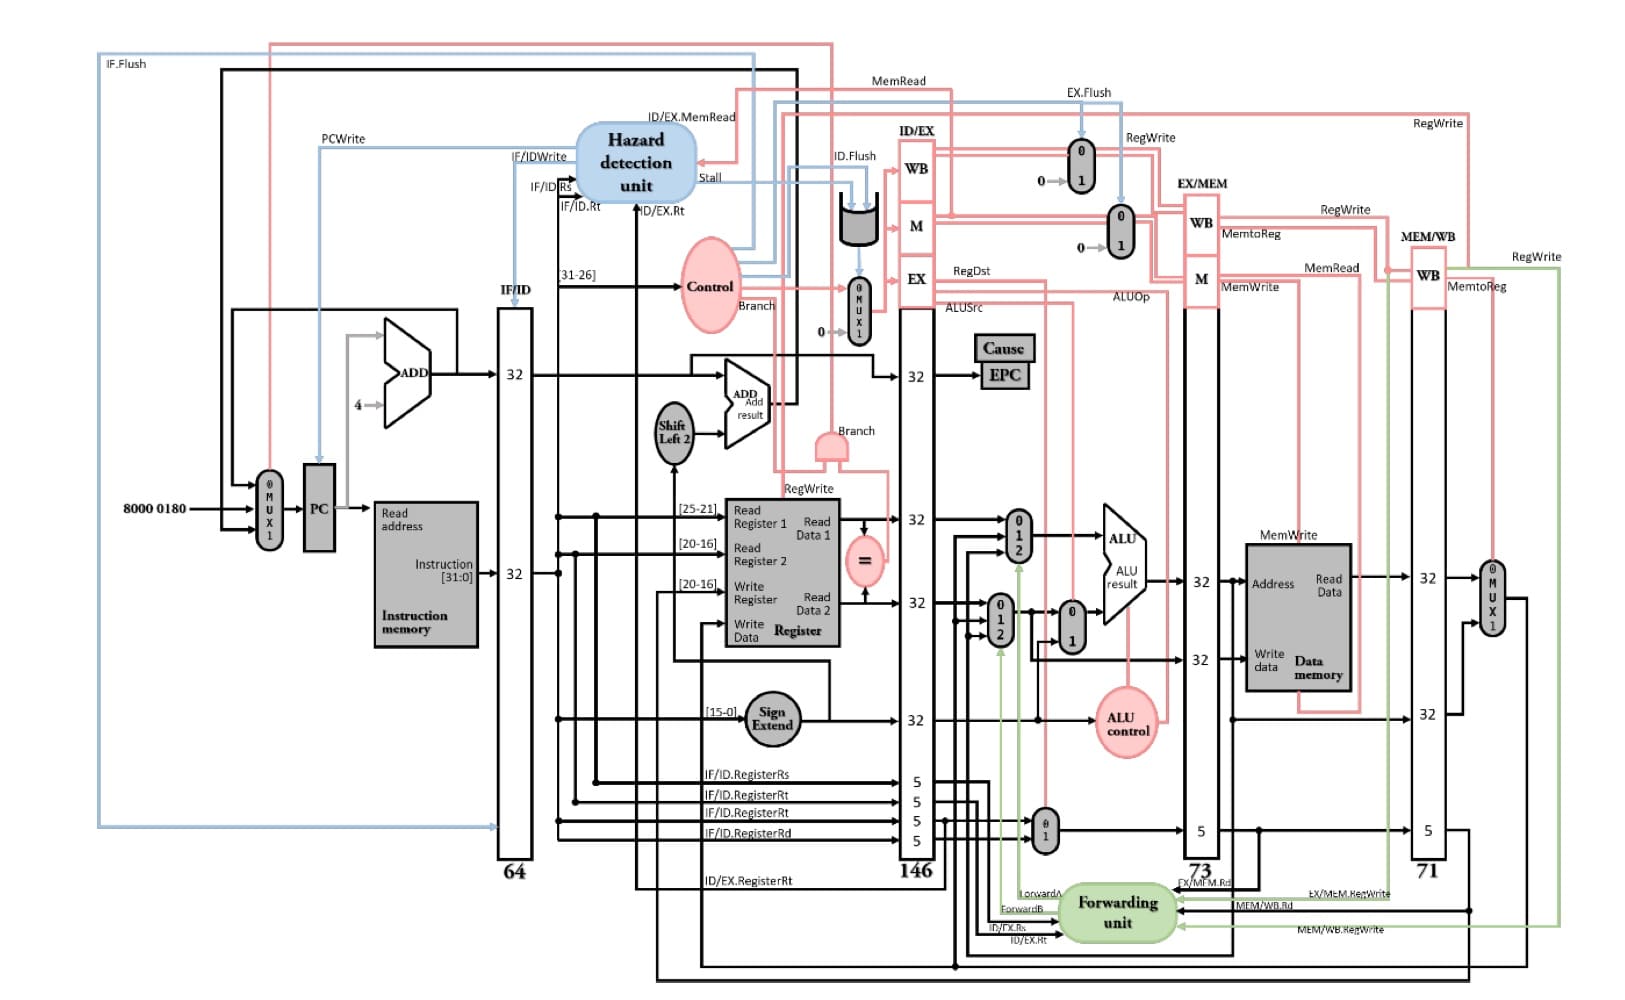 IF.Flush
MemRead
EX.Flush
ID/EX.MemRead
RegWrite
RegWrite
PCWrite
Hazard
detection
unit
ID/EX
IF/IDWrite
ID.Flush
0
1
WB
0
Stall
IF/ID.Rs
IF/ID.Rt
ID/EX.Rt
EX/MEM
0
1
0
RegWrite
WB
M
MemtoReg
MEM/WB
RegWrite
[31-26]
Control
EX
RegDst
MemRead
WB
M
MemWrite
MemtoReg
IF/ID
Branch
0
M
U
X
1
0
ALUSrc
ALUOp
Cause
EPC
ADD
4
32
32
ADD
Add
result
Shift
Left 2
Branch
8000 0180
0
M
U
X
1
PC
Read
address
Instruction
[31:0]
Instruction
memory
32
RegWrite
[25-21]
Read
Register 1
Read
Data 1
[20-16]
Read
Register 2
=
[20-16]
Write
Register
Read
Data 2
Write
Data
Register
32
32
0
1
2
0
1
2
0
1
ALU
ALU
result
32
32
MemWrite
Address
Read
Data
Write
data
Data
memory
32
32
0
M
U
X
1
[15-0]
Sign
Extend
32
ALU
control
IF/ID.RegisterRs
5
IF/ID.RegisterRt
5
IF/ID.RegisterRt
5
IF/ID.RegisterRd
5
0
1
5
5
64
146
73
71
ID/EX.RegisterRt
EX/MEM.Rd
ForwardA
EX/MEM.RegWrite
ForwardB
Forwarding
unit
MEM/WB.Rd
ID/EX.Rs
MEM/WB.RegWrite
ID/EX.Rt